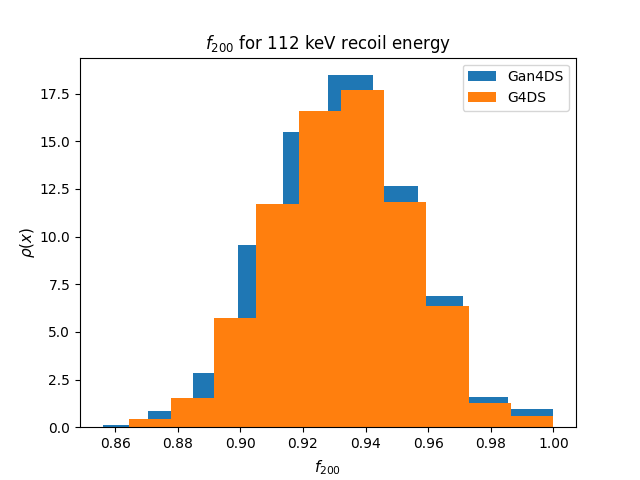 f₂₀₀ for 112 keV recoil energy
Gan4DS
G4DS
17.5
15.0
12.5
10.0
7.5
5.0
2.5
0.0
ρ(x)
0.86 0.88 0.90 0.92 0.94 0.96 0.98 1.00
f₂₀₀